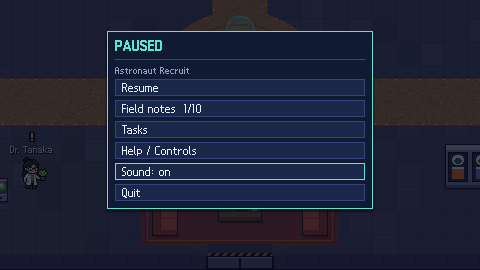 PAUSED
Astronaut Recruit
Resume
Field notes 1/10
Tasks
Help / Controls
Sound: on
Quit
!
Dr. Tanaka